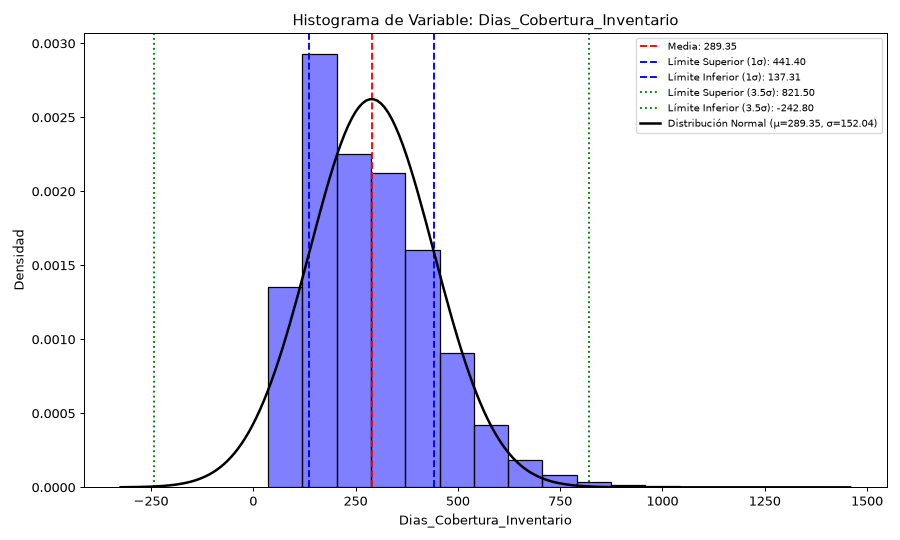 Histograma de Variable: Dias_Cobertura_Inventario
Media: 289.35
Límite Superior (1σ): 441.40
Límite Inferior (1σ): 137.31
Límite Superior (3.5σ): 821.50
Límite Inferior (3.5σ): -242.80
Distribución Normal (μ=289.35, σ=152.04)
Densidad
0.0030
0.0025
0.0020
0.0015
0.0010
0.0005
0.0000
−250 0 250 500 750 1000 1250 1500
Dias_Cobertura_Inventario